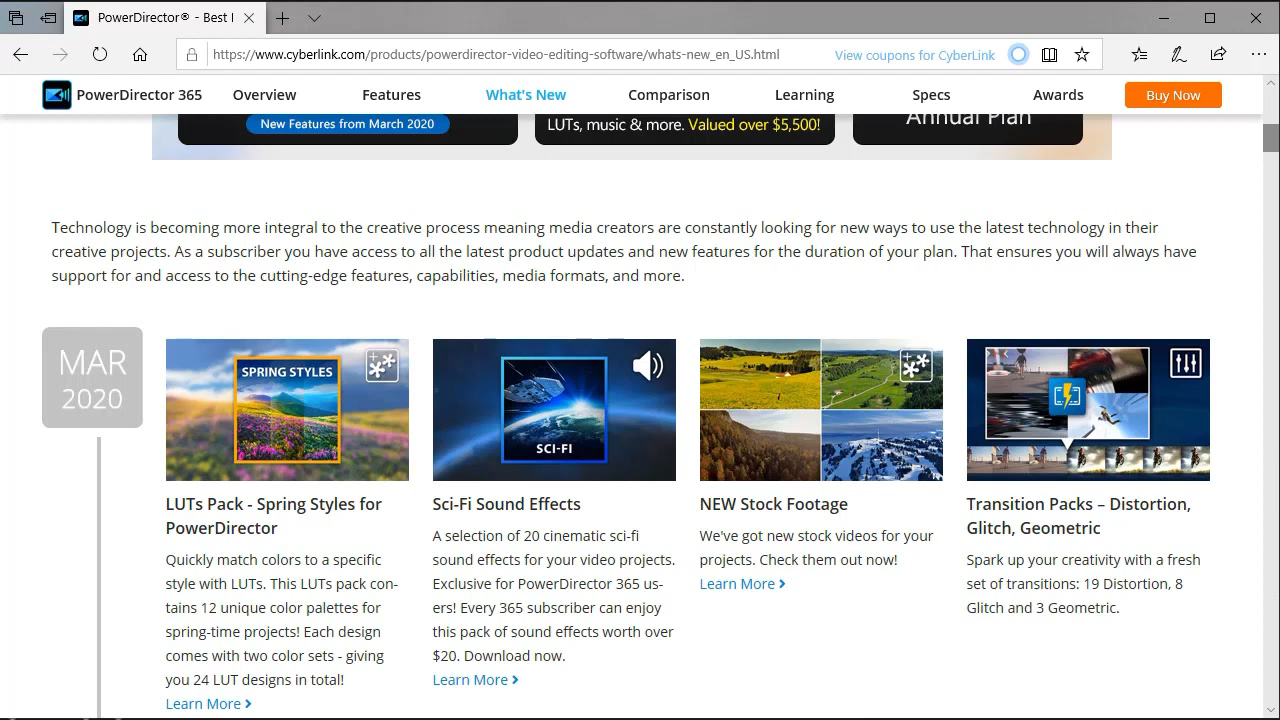 PowerDirector® - Best I
https://www.cyberlink.com/products/powerdirector-video-editing-software/whats-new_en_US.html
View coupons for CyberLink
PowerDirector 365
Overview
Features
What's New
Comparison
Learning
Specs
Awards
Buy Now
New Features from March 2020
LUTs, music & more. Valued over $5,500!
Annual Plan
Technology is becoming more integral to the creative process meaning media creators are constantly looking for new ways to use the latest technology in their
creative projects. As a subscriber you have access to all the latest product updates and new features for the duration of your plan. That ensures you will always have
support for and access to the cutting-edge features, capabilities, media formats, and more.
MAR
2020
SPRING STYLES
LUTs Pack - Spring Styles for
PowerDirector
Quickly match colors to a specific
style with LUTs. This LUTs pack con-
tains 12 unique color palettes for
spring-time projects! Each design
comes with two color sets - giving
you 24 LUT designs in total!
Learn More
SCI-FI
Sci-Fi Sound Effects
A selection of 20 cinematic sci-fi
sound effects for your video projects.
Exclusive for PowerDirector 365 us-
ers! Every 365 subscriber can enjoy
this pack of sound effects worth over
$20. Download now.
Learn More
NEW Stock Footage
We've got new stock videos for your
projects. Check them out now!
Learn More
Transition Packs – Distortion,
Glitch, Geometric
Spark up your creativity with a fresh
set of transitions: 19 Distortion, 8
Glitch and 3 Geometric.